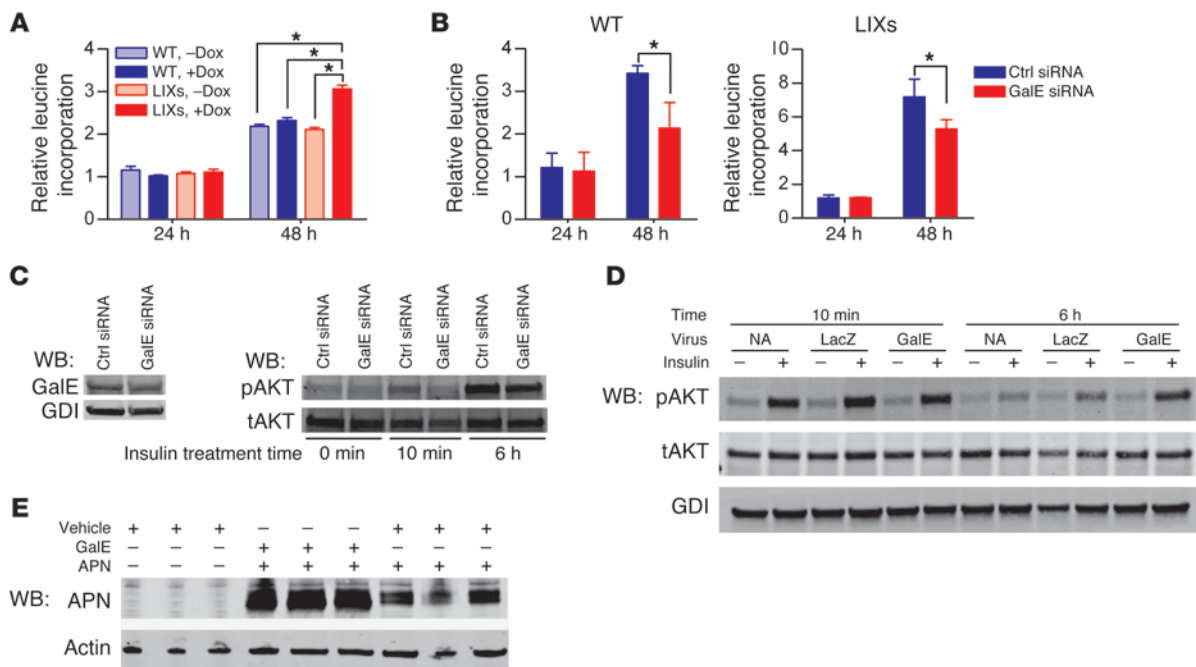 A
Relative leucine incorporation
4
3
2
1
0
WT, –Dox
WT, +Dox
LIXs, –Dox
LIXs, +Dox
*
*
*
24 h
48 h
B
WT
Relative leucine incorporation
4
3
2
1
0
*
24 h
48 h
LIXs
Relative leucine incorporation
10
8
6
4
2
0
*
24 h
48 h
Ctrl siRNA
GalE siRNA
C
Ctrl siRNA
GalE siRNA
WB:
GalE
GDI
Ctrl siRNA
GalE siRNA
Ctrl siRNA
GalE siRNA
Ctrl siRNA
GalE siRNA
WB:
pAKT
tAKT
Insulin treatment time 0 min 10 min 6 h
D
Time 10 min 6 h
Virus NA LacZ GalE NA LacZ GalE
Insulin – + – + – + – + – + – +
WB: pAKT
tAKT
GDI
E
Vehicle + + + – – – + + +
GalE – – – + + + – – –
APN – – – + + + + + +
WB: APN
Actin